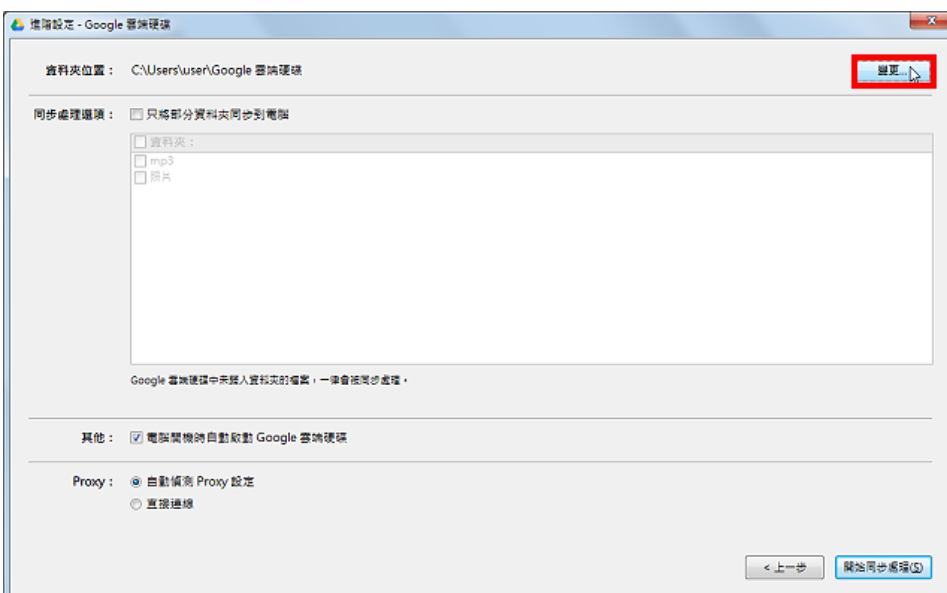 進階設定 - Google 雲端硬碟
資料夾位置： C:\Users\user\Google 雲端硬碟 變更...
同步處理選項： 只將部分資料夾同步到電腦
資料夾：
mp3
照片
Google 雲端硬碟中未歸入資料夾的檔案，一律會被同步處理。
其他： 電腦開機時自動啟動 Google 雲端硬碟
Proxy： 自動偵測 Proxy 設定
直接連線
< 上一步 開始同步處理(S)